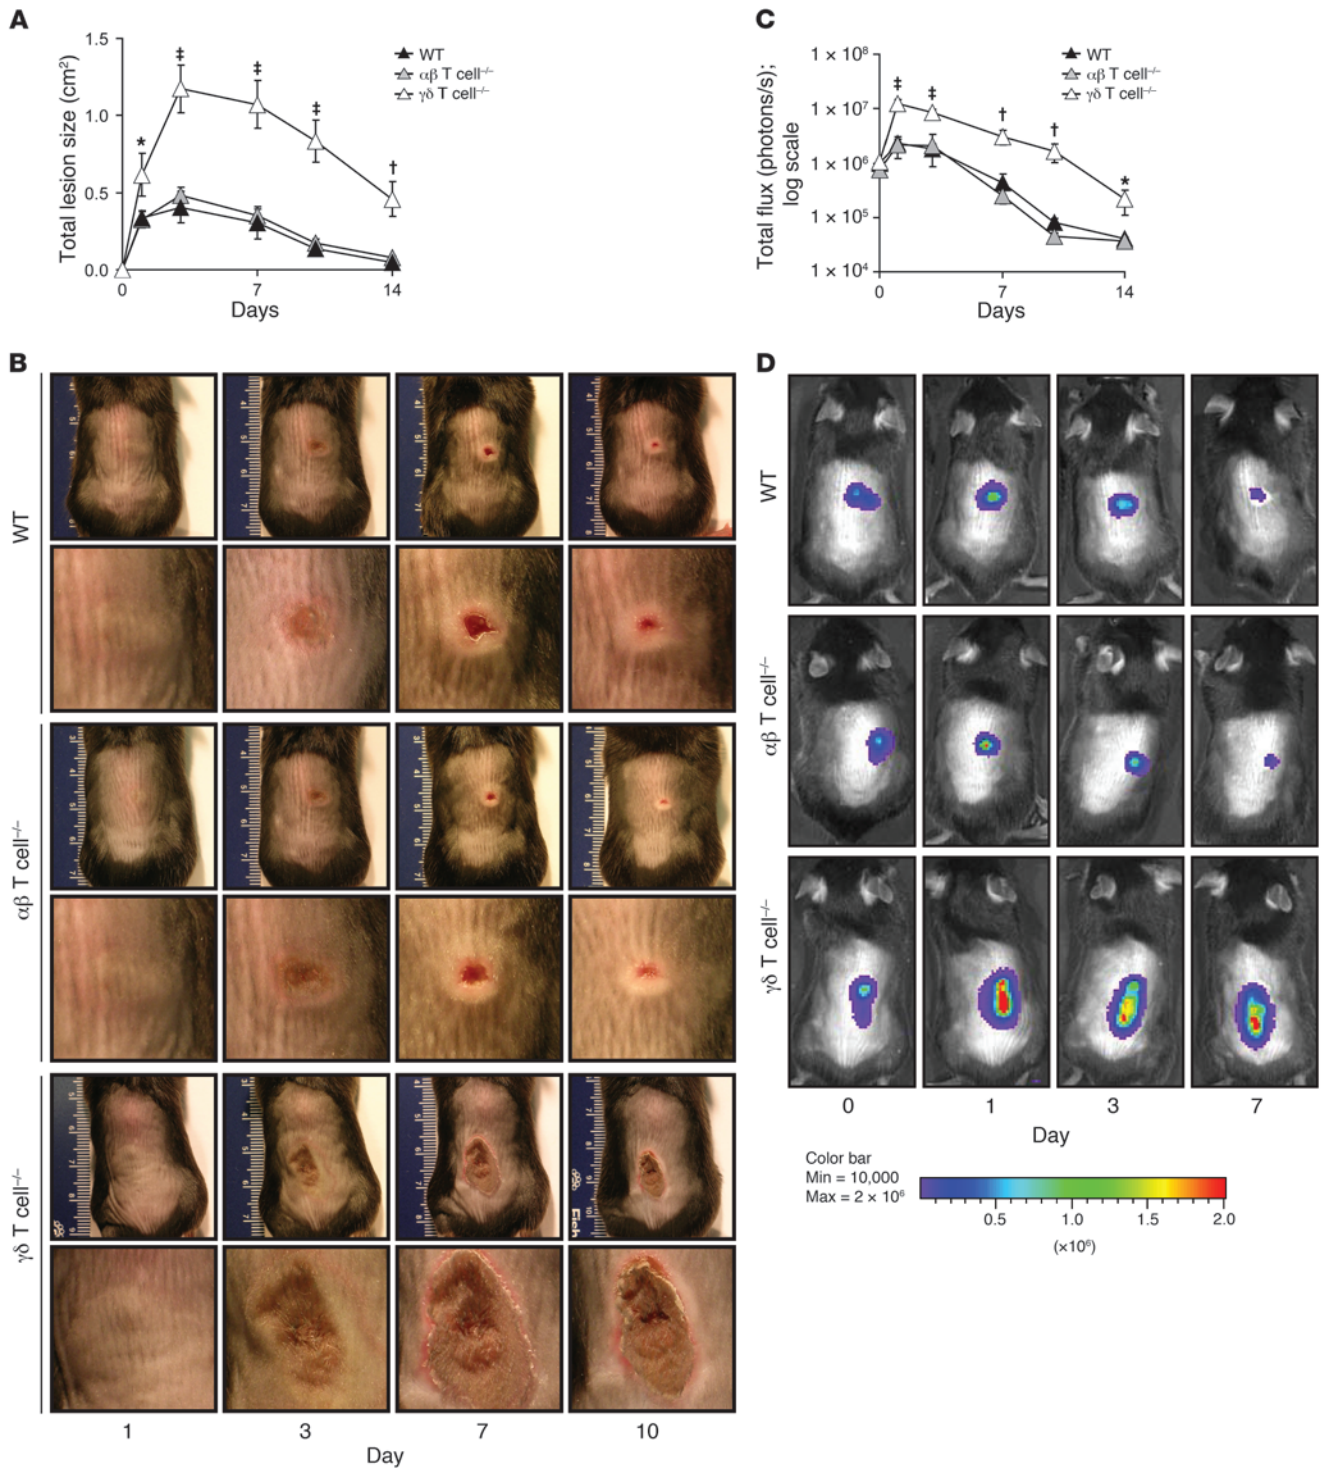 A
1.5
1.0
0.5
0.0
Total lesion size (cm²)
WT
αβ T cell⁻/⁻
γδ T cell⁻/⁻
*
‡
‡
‡
†
0
7
14
Days
C
1 × 10⁸
1 × 10⁷
1 × 10⁶
1 × 10⁵
1 × 10⁴
Total flux (photons/s);
log scale
WT
αβ T cell⁻/⁻
γδ T cell⁻/⁻
‡
‡
†
†
*
0
7
14
Days
B
WT
αβ T cell⁻/⁻
γδ T cell⁻/⁻
1
3
7
10
Day
D
WT
αβ T cell⁻/⁻
γδ T cell⁻/⁻
0
1
3
7
Day
Color bar
Min = 10,000
Max = 2 × 10⁶
0.5
1.0
1.5
2.0
(×10⁶)